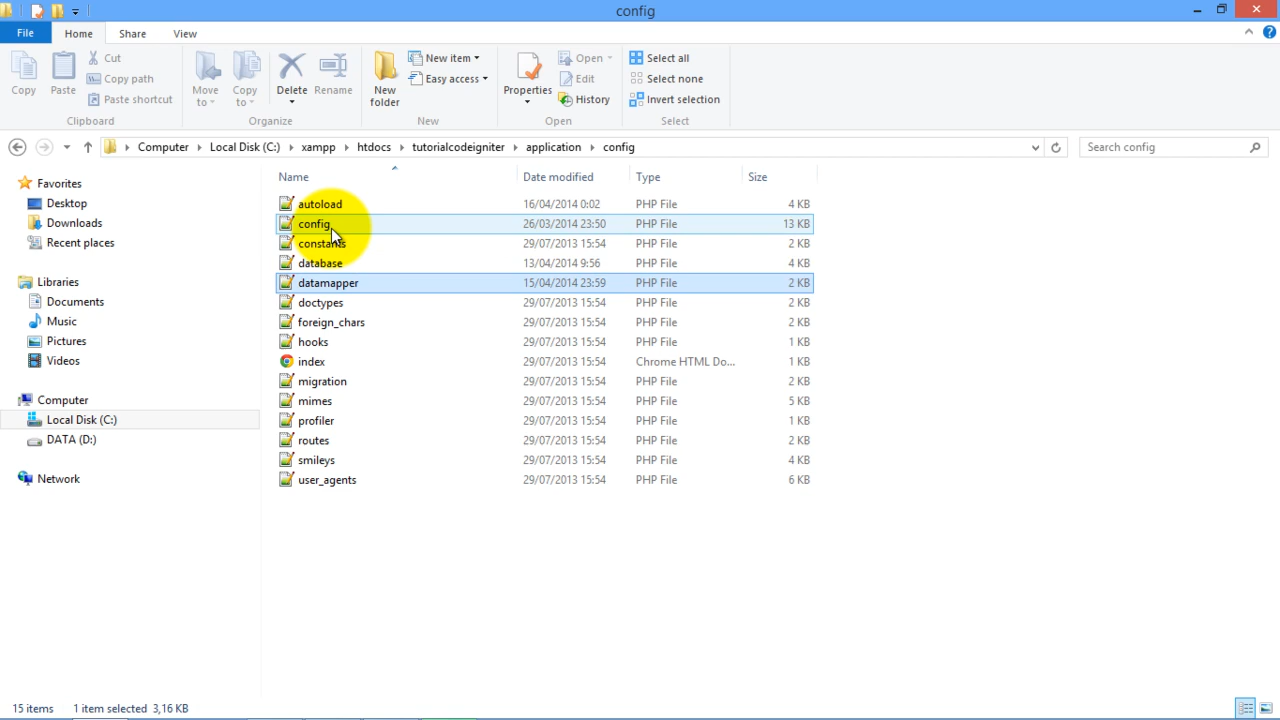 config
File Home Share View
Copy
Paste
Cut
Copy path
Paste shortcut
Clipboard
Move to
Copy to
Delete
Rename
Organize
New folder
New item
Easy access
New
Properties
Open
Edit
History
Open
Select all
Select none
Invert selection
Select
Computer Local Disk (C:) xampp htdocs tutorialcodeigniter application config
Search config
Favorites
Desktop
Downloads
Recent places
Libraries
Documents
Music
Pictures
Videos
Computer
Local Disk (C:)
DATA (D:)
Network
Name Date modified Type Size
autoload 16/04/2014 0:02 PHP File 4 KB
config 26/03/2014 23:50 PHP File 13 KB
constants 29/07/2013 15:54 PHP File 2 KB
database 13/04/2014 9:56 PHP File 4 KB
datamapper 15/04/2014 23:59 PHP File 2 KB
doctypes 29/07/2013 15:54 PHP File 2 KB
foreign_chars 29/07/2013 15:54 PHP File 2 KB
hooks 29/07/2013 15:54 PHP File 1 KB
index 29/07/2013 15:54 Chrome HTML Do... 1 KB
migration 29/07/2013 15:54 PHP File 2 KB
mimes 29/07/2013 15:54 PHP File 5 KB
profiler 29/07/2013 15:54 PHP File 1 KB
routes 29/07/2013 15:54 PHP File 2 KB
smileys 29/07/2013 15:54 PHP File 4 KB
user_agents 29/07/2013 15:54 PHP File 6 KB
15 items 1 item selected 3,16 KB